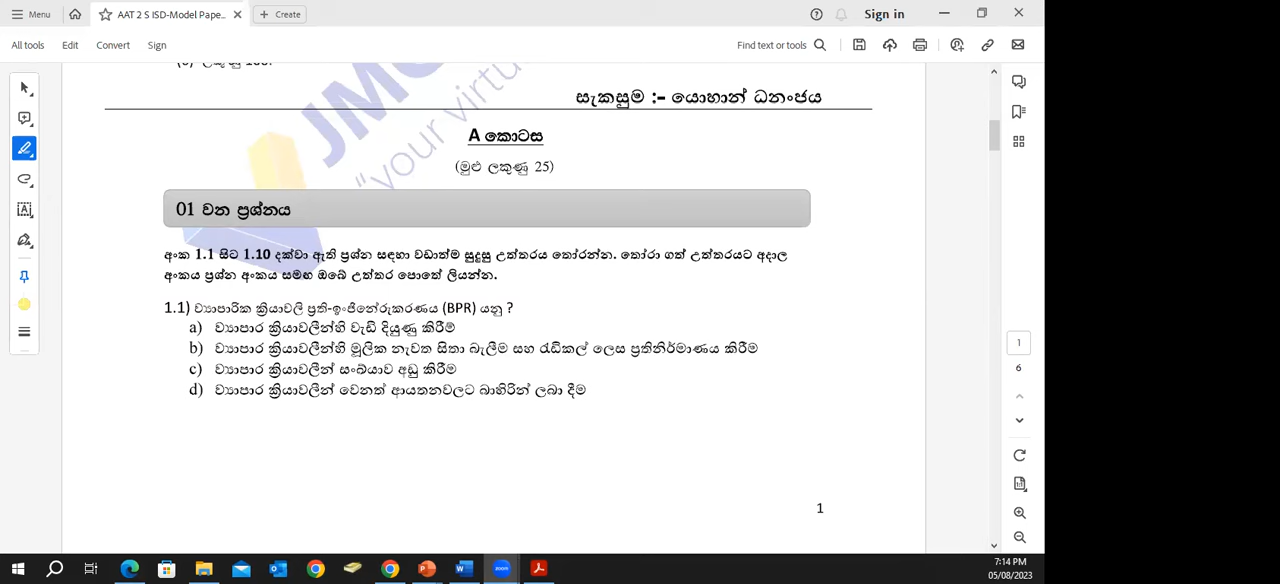 Menu
AAT 2 S ISD-Model Pape...
Create
Sign in
All tools Edit Convert Sign
Find text or tools
JMC
"your virtu
සැකසුම :- යොහාන් ධනංජය
A කොටස
(මුළු ලකුණු 25)
01 වන ප්‍රශ්නය
අංක 1.1 සිට 1.10 දක්වා ඇති ප්‍රශ්න සඳහා වඩාත්ම සුදුසු උත්තරය තෝරන්න. තෝරා ගත් උත්තරයට අදාල
අංකය ප්‍රශ්න අංකය සමඟ ඔබේ උත්තර පොතේ ලියන්න.
1.1) ව්‍යාපාරික ක්‍රියාවලි ප්‍රති-ඉංජිනේරුකරණය (BPR) යනු ?
a) ව්‍යාපාර ක්‍රියාවලීන්හි වැඩි දියුණු කිරීම්
b) ව්‍යාපාර ක්‍රියාවලීන්හි මූලික නැවත සිතා බැලීම සහ රැඩිකල් ලෙස ප්‍රතිනිර්මාණය කිරීම
c) ව්‍යාපාර ක්‍රියාවලීන් සංඛ්‍යාව අඩු කිරීම
d) ව්‍යාපාර ක්‍රියාවලීන් වෙනත් ආයතනවලට බාහිරින් ලබා දීම
1
1
6
7:14 PM
05/08/2023